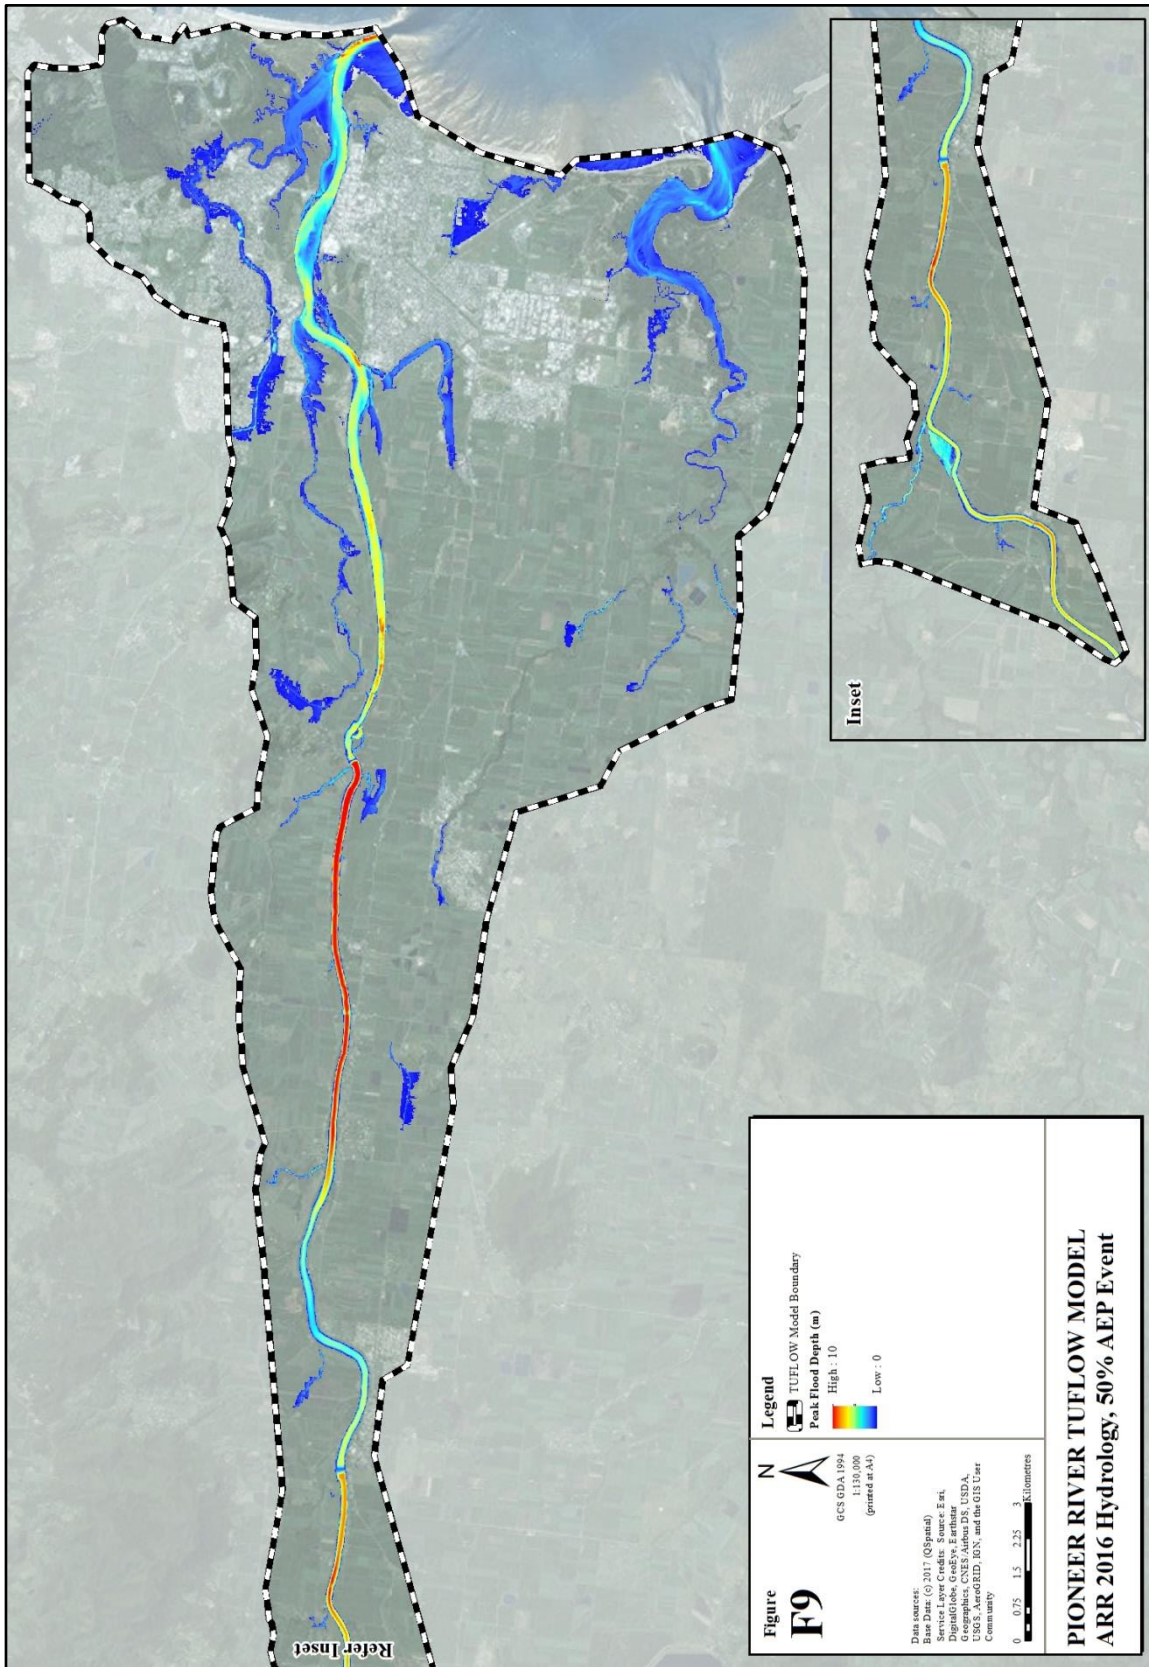 Refer Inset
Inset
Figure
F9
N
GCS GDA 1994
1:130,000
(printed at A4)
Data sources:
Base Data: (c) 2017 (QSpatial)
Service Layer Credits: Source: Esri,
DigitalGlobe, GeoEye, Earthstar
Geographics, CNES/Airbus DS, USDA,
USGS, AeroGRID, IGN, and the GIS User
Community
0 0.75 1.5 2.25 3
Kilometres
Legend
TUFLOW Model Boundary
Peak Flood Depth (m)
High : 10
Low : 0
PIONEER RIVER TUFLOW MODEL
ARR 2016 Hydrology, 50% AEP Event